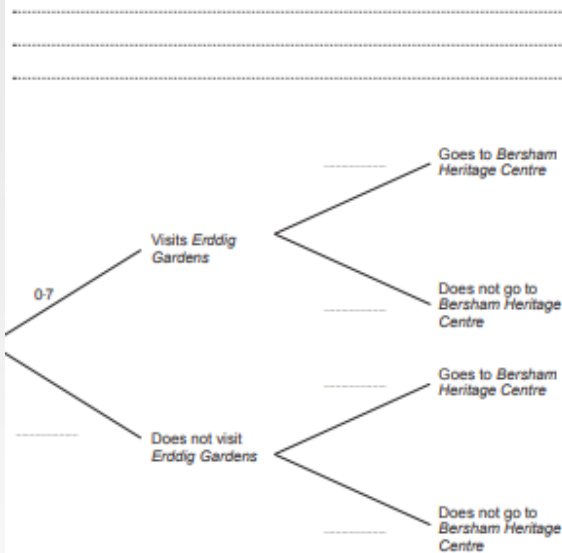 Goes to Bersham
Heritage Centre
Visits Erddig
Gardens
0·7
Does not go to
Bersham Heritage
Centre
Goes to Bersham
Heritage Centre
Does not visit
Erddig Gardens
Does not go to
Bersham Heritage
Centre